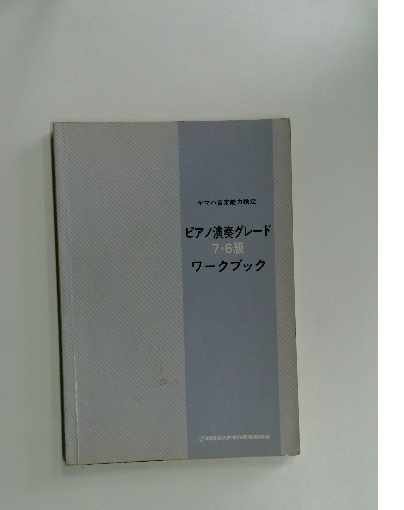 ヤマハ音楽能力検定
ピアノ演奏グレード
7・6級
ワークブック